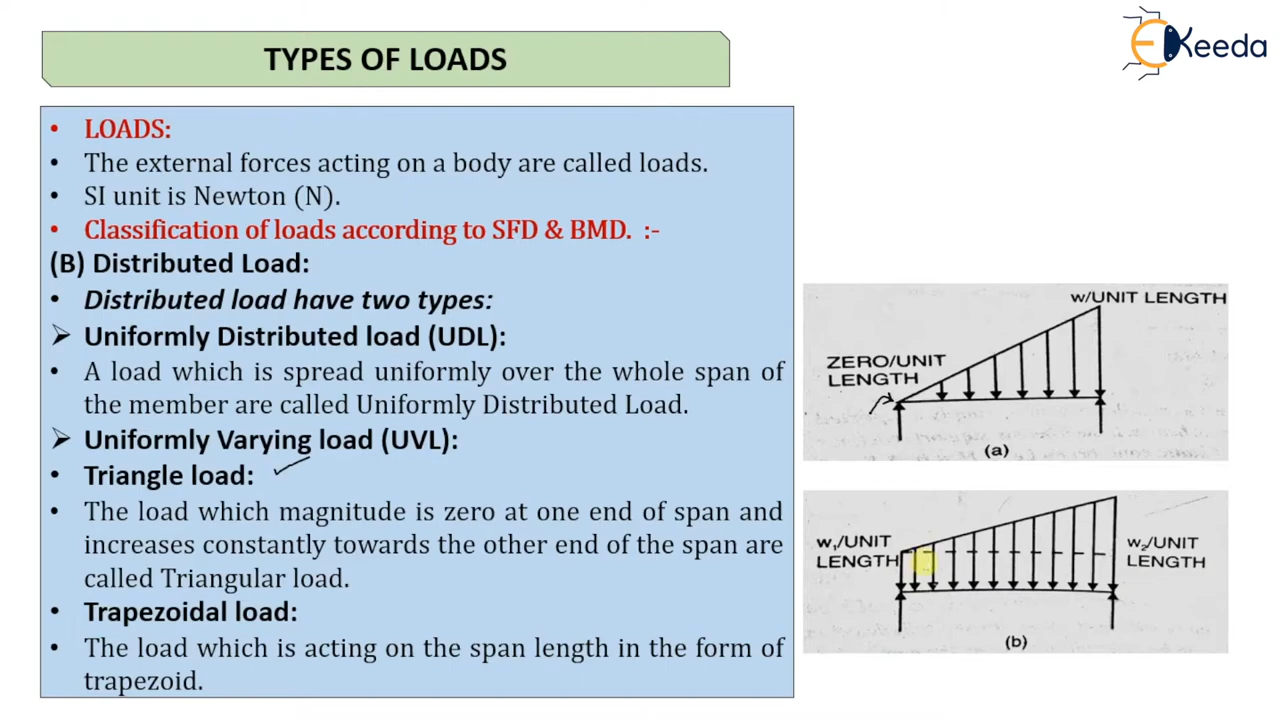 TYPES OF LOADS
EKeeda
• LOADS:
• The external forces acting on a body are called loads.
• SI unit is Newton (N).
• Classification of loads according to SFD & BMD. :-
(B) Distributed Load:
• Distributed load have two types:
➢ Uniformly Distributed load (UDL):
• A load which is spread uniformly over the whole span of
the member are called Uniformly Distributed Load.
➢ Uniformly Varying load (UVL):
• Triangle load:
• The load which magnitude is zero at one end of span and
increases constantly towards the other end of the span are
called Triangular load.
• Trapezoidal load:
• The load which is acting on the span length in the form of
trapezoid.
w/UNIT LENGTH
ZERO/UNIT
LENGTH
(a)
w₁/UNIT
LENGTH
w₂/UNIT
LENGTH
(b)